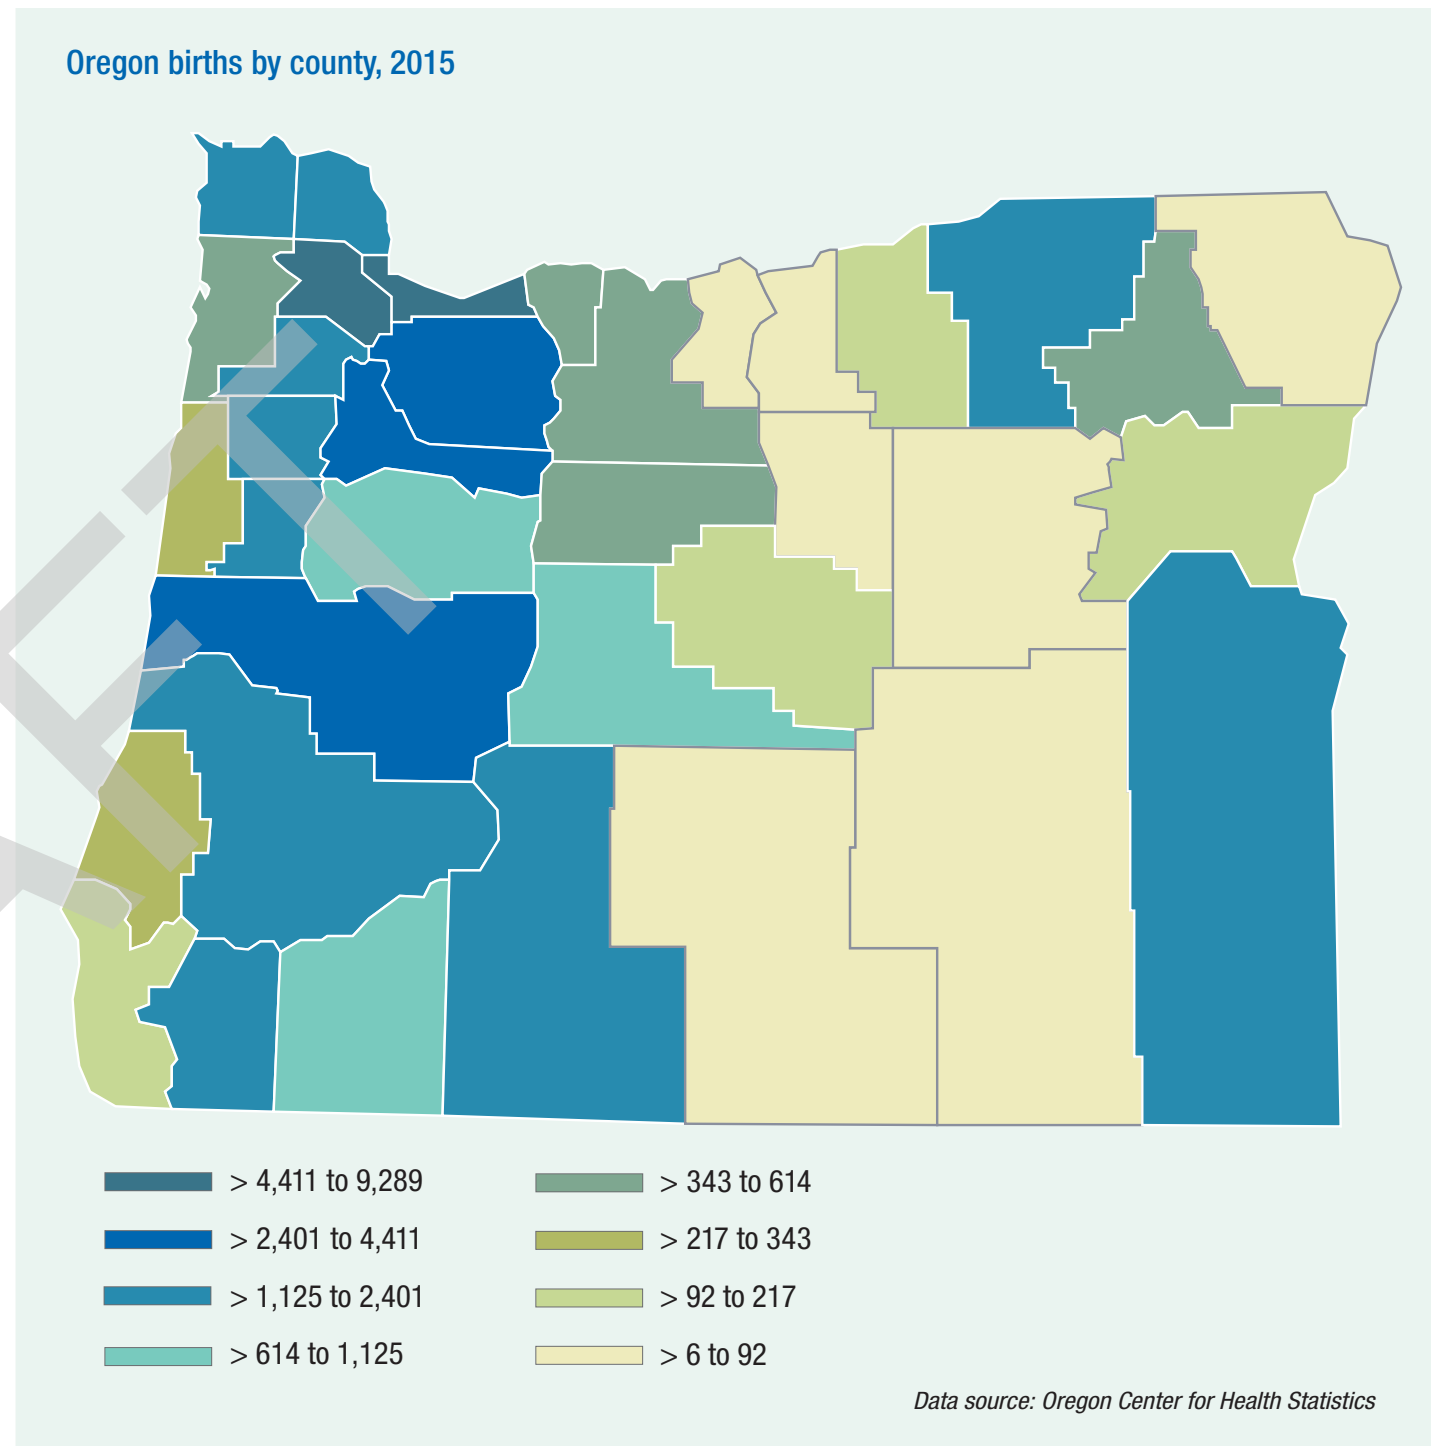 Oregon births by county, 2015
> 4,411 to 9,289
> 2,401 to 4,411
> 1,125 to 2,401
> 614 to 1,125
> 343 to 614
> 217 to 343
> 92 to 217
> 6 to 92
Data source: Oregon Center for Health Statistics